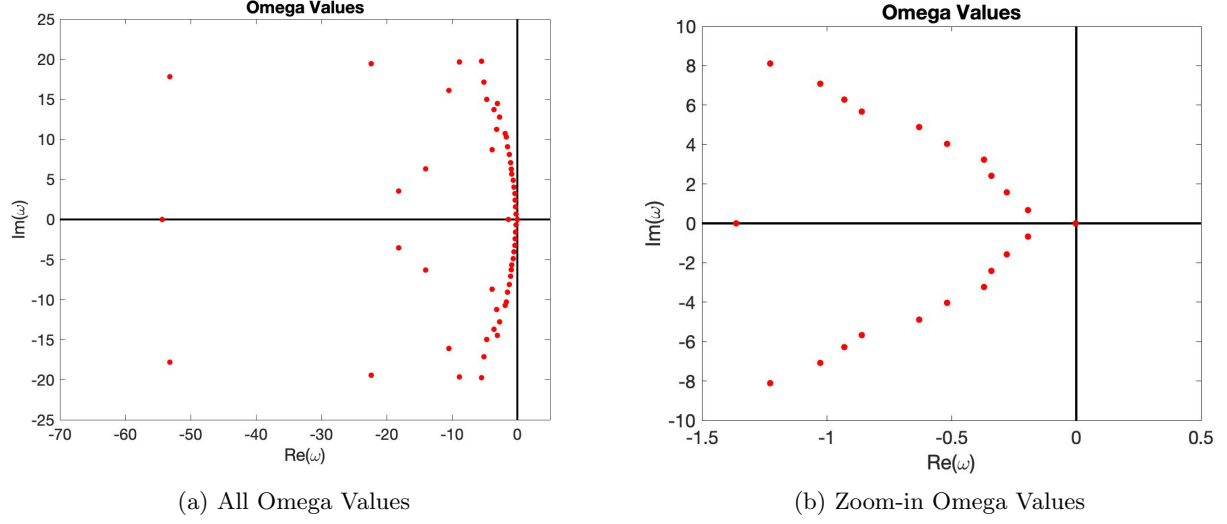 Omega Values
25
20
15
10
5
0
-5
-10
-15
-20
-25
Im(ω)
-70 -60 -50 -40 -30 -20 -10 0
Re(ω)
(a) All Omega Values
Omega Values
10
8
6
4
2
0
-2
-4
-6
-8
-10
Im(ω)
-1.5 -1 -0.5 0 0.5
Re(ω)
(b) Zoom-in Omega Values